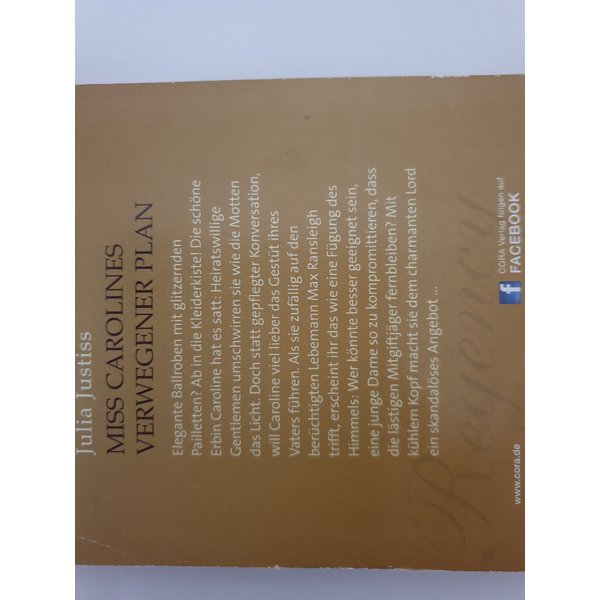 Julia Justiss
MISS CAROLINES
VERWEGENER PLAN
Elegante Ballroben mit glitzernden
Pailletten? Ab in die Kleiderkiste! Die schöne
Erbin Caroline hat es satt: Heiratswillige
Gentlemen umschwirren sie wie die Motten
das Licht. Doch statt gepflegter Konversation,
will Caroline viel lieber das Gestüt ihres
Vaters führen. Als sie zufällig auf den
berüchtigten Lebemann Max Ransleigh
trifft, erscheint ihr das wie eine Fügung des
Himmels: Wer könnte besser geeignet sein,
eine junge Dame so zu kompromittieren, dass
die lästigen Mitgiftjäger fernbleiben? Mit
kühlem Kopf macht sie dem charmanten Lord
ein skandalöses Angebot ...
Regency
www.cora.de
f
CORA Verlag folgen auf
FACEBOOK